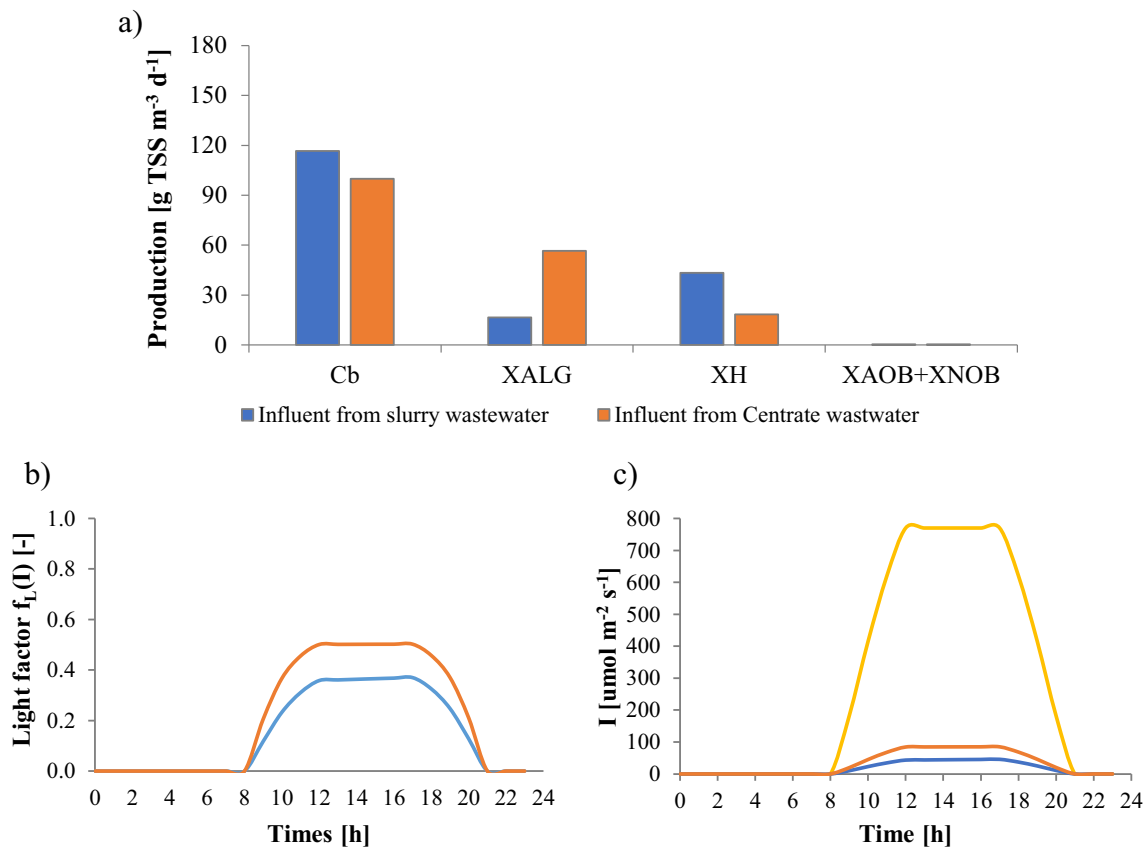 a)
Production [g TSS m⁻³ d⁻¹]
180
150
120
90
60
30
0
Cb XALG XH XAOB+XNOB
Influent from slurry wastewater Influent from Centrate wastwater
b)
Light factor f_L(I) [-]
1.0
0.8
0.6
0.4
0.2
0.0
0 2 4 6 8 10 12 14 16 18 20 22 24
Times [h]
c)
I [umol m⁻² s⁻¹]
800
700
600
500
400
300
200
100
0
0 2 4 6 8 10 12 14 16 18 20 22 24
Time [h]